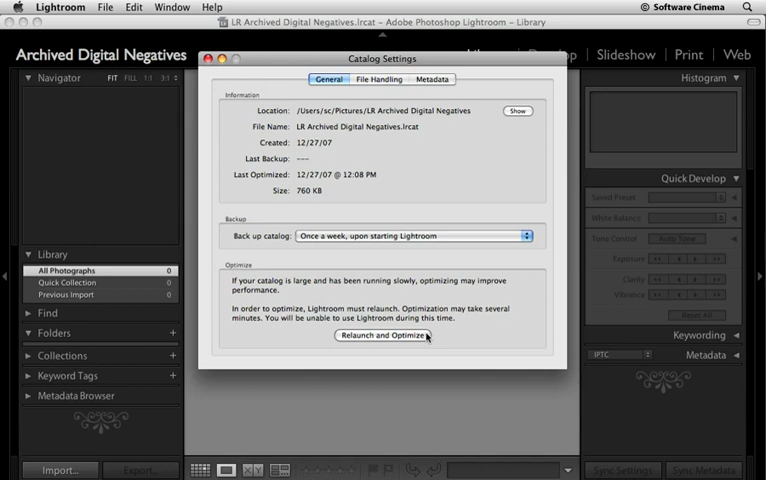 Lightroom File Edit Window Help © Software Cinema
LR Archived Digital Negatives.lrcat – Adobe Photoshop Lightroom – Library
Archived Digital Negatives Slideshow Print Web
Catalog Settings
Navigator FIT FILL 1:1 3:1
General File Handling Metadata
Histogram
Information
Location: /Users/sc/Pictures/LR Archived Digital Negatives Show
File Name: LR Archived Digital Negatives.lrcat
Created: 12/27/07
Last Backup: ---
Last Optimized: 12/27/07 @ 12:08 PM
Size: 760 KB
Quick Develop
Saved Preset
White Balance
Tone Control Auto Tone
Exposure
Clarity
Vibrance
Reset All
Backup
Back up catalog: Once a week, upon starting Lightroom
Optimize
If your catalog is large and has been running slowly, optimizing may improve
performance.
In order to optimize, Lightroom must relaunch. Optimization may take several
minutes. You will be unable to use Lightroom during this time.
Relaunch and Optimize
Library
All Photographs 0
Quick Collection 0
Previous Import 0
Find
Folders +
Collections +
Keyword Tags +
Metadata Browser
Keywording
IPTC Metadata
Import... Export... XY Sync Settings Sync Metadata